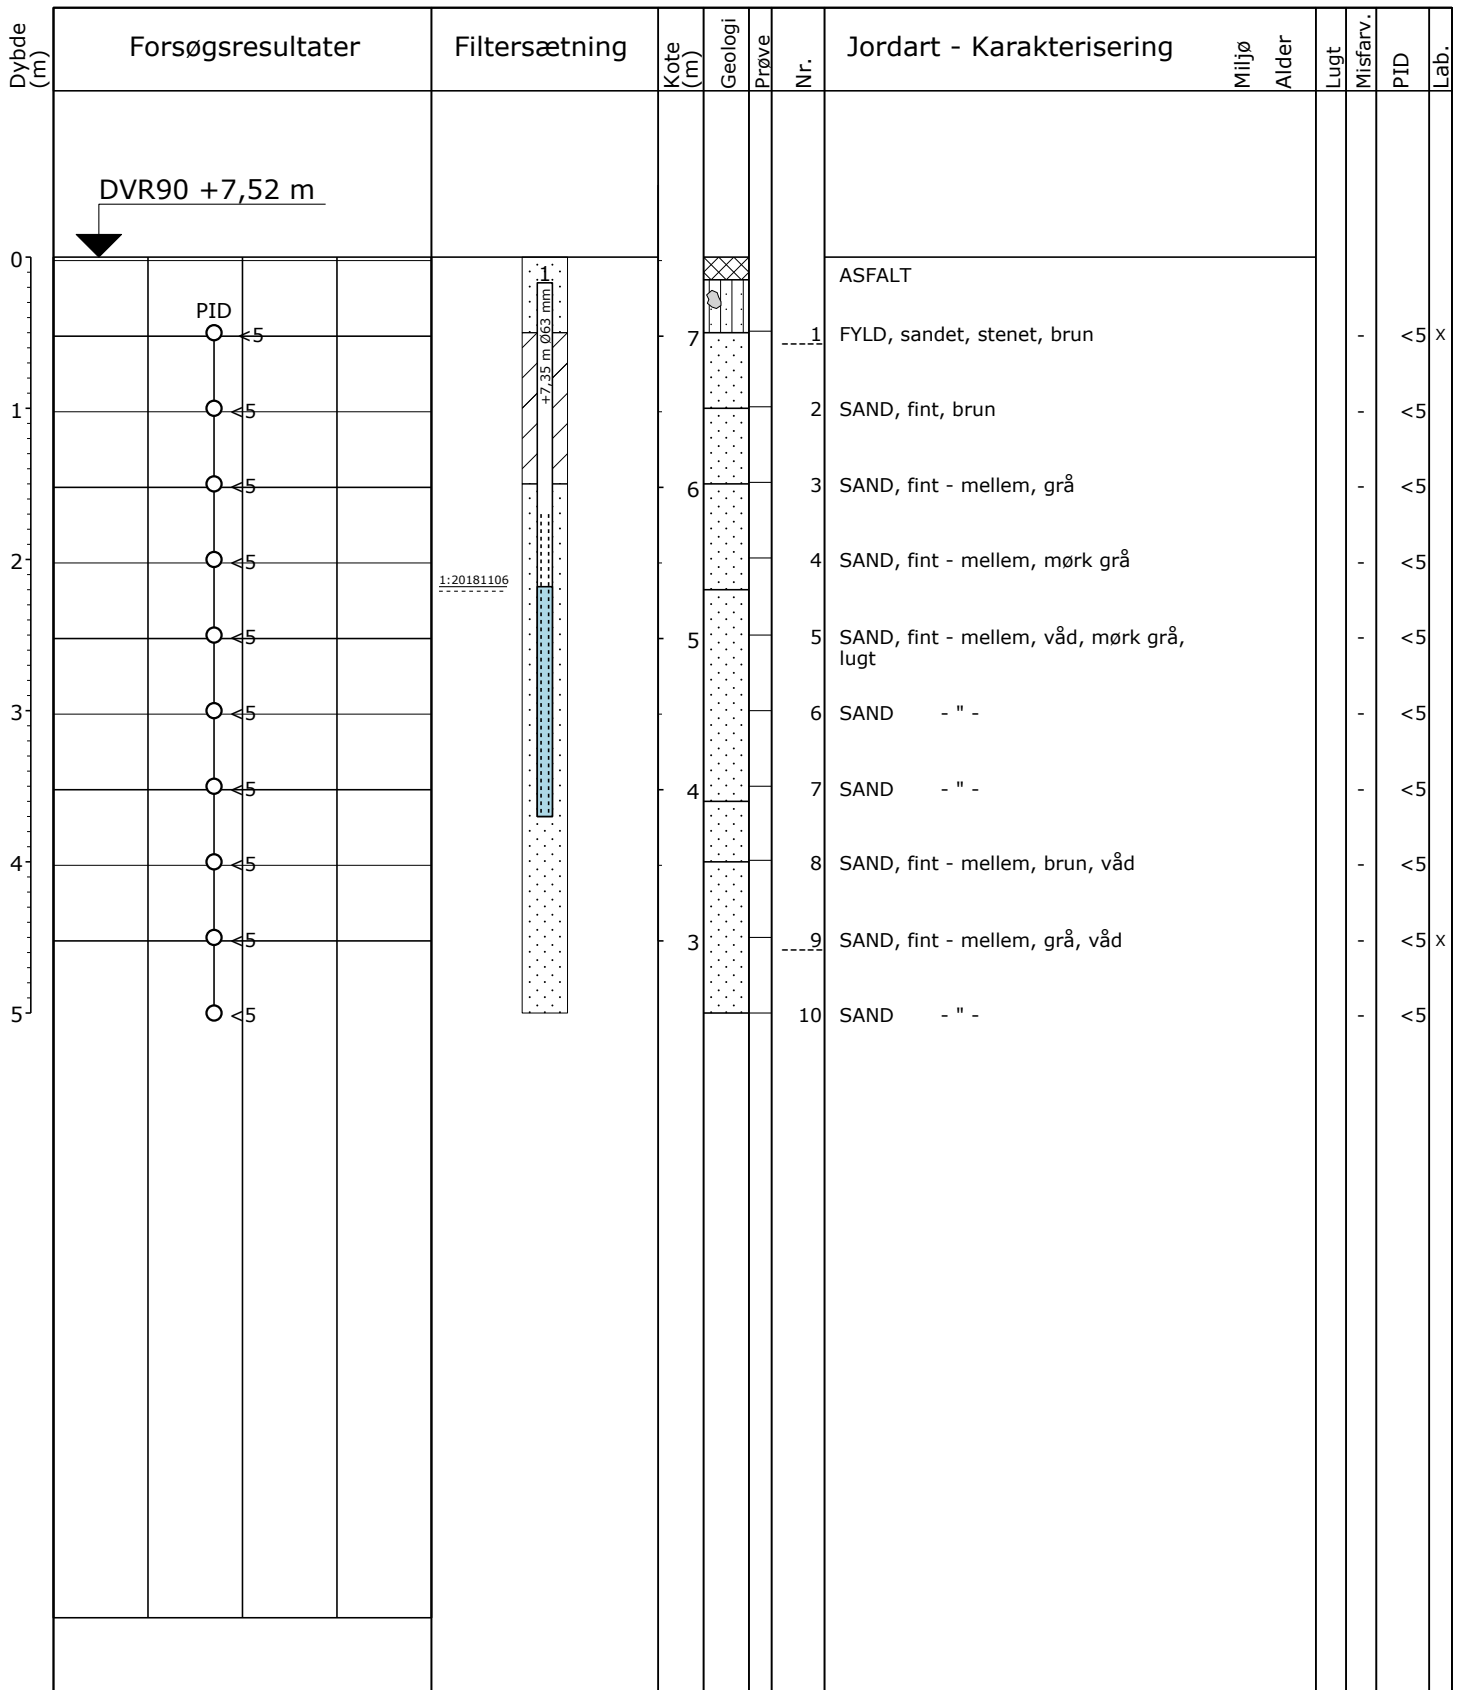 Dybde (m)
Forsøgsresultater
Filtersætning
Kote (m)
Geologi
Prøve
Nr.
Jordart - Karakterisering
Miljø
Alder
Lugt
Misfarv.
PID
Lab.
DVR90 +7,52 m
0
1
ASFALT
PID
+7,35 m Ø63 mm
<5 7 1 FYLD, sandet, stenet, brun - <5 X
1 <5 2 SAND, fint, brun - <5
<5 6 3 SAND, fint - mellem, grå - <5
2 <5 4 SAND, fint - mellem, mørk grå - <5
1:20181106
<5 5 5 SAND, fint - mellem, våd, mørk grå, - <5
lugt
3 <5 6 SAND - " - - <5
<5 4 7 SAND - " - - <5
4 <5 8 SAND, fint - mellem, brun, våd - <5
<5 3 9 SAND, fint - mellem, grå, våd - <5 X
5 <5 10 SAND - " - - <5